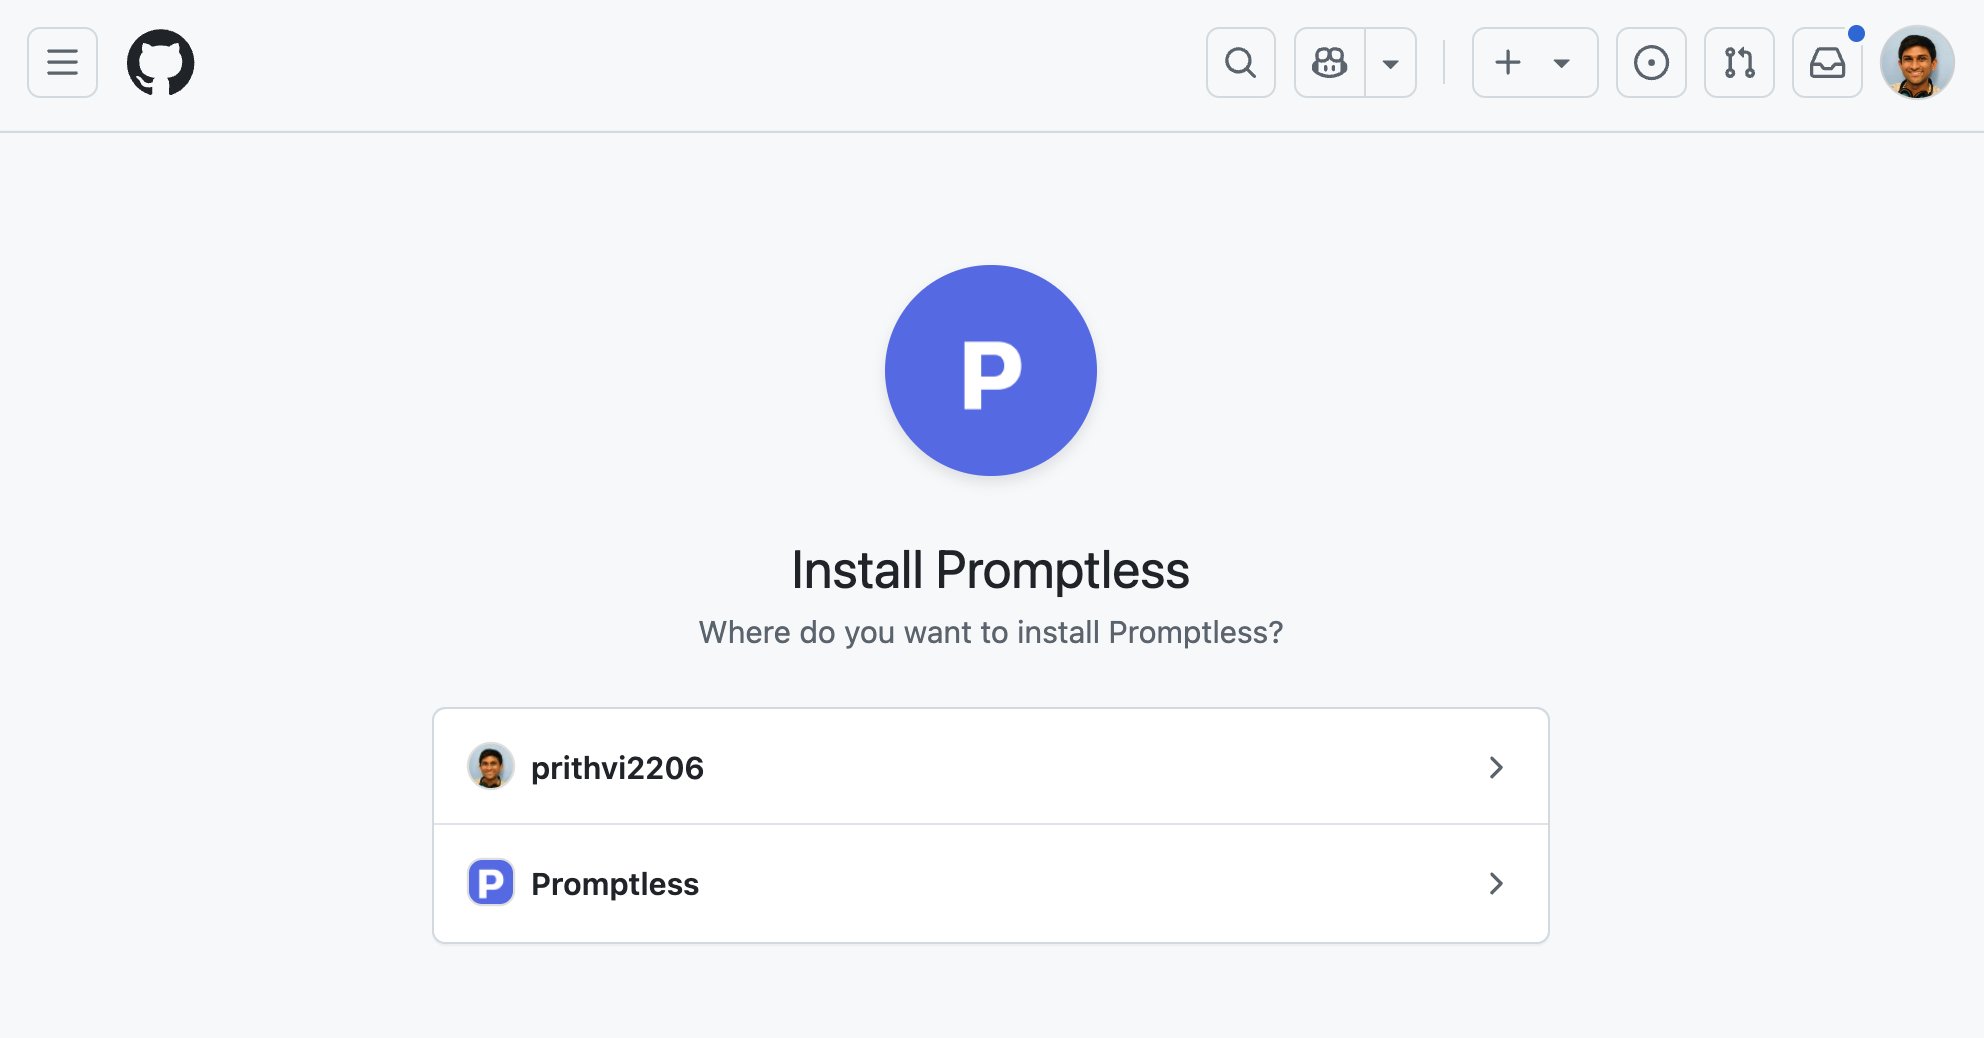 P
Install Promptless
Where do you want to install Promptless?
prithvi2206
P Promptless